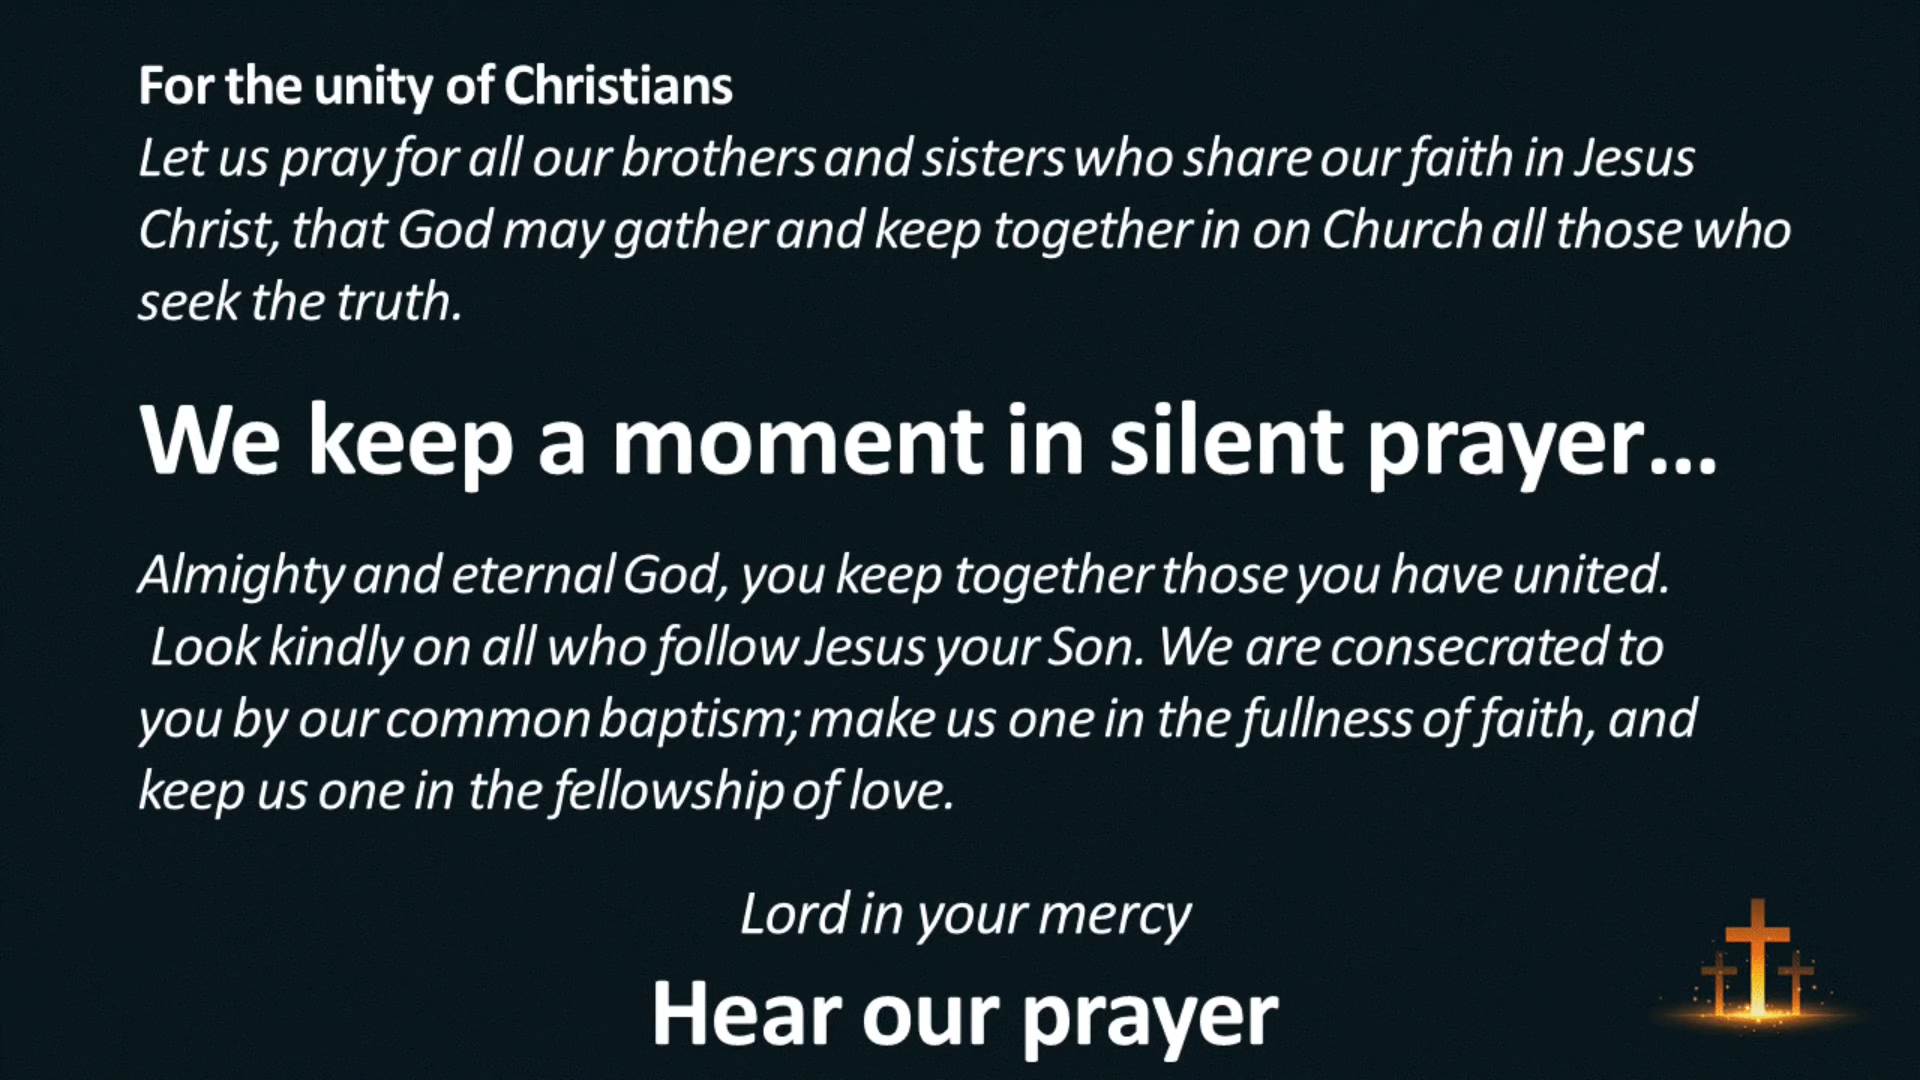 For the unity of Christians
Let us pray for all our brothers and sisters who share our faith in Jesus
Christ, that God may gather and keep together in on Church all those who
seek the truth.
We keep a moment in silent prayer...
Almighty and eternal God, you keep together those you have united.
Look kindly on all who follow Jesus your Son. We are consecrated to
you by our common baptism; make us one in the fullness of faith, and
keep us one in the fellowship of love.
Lord in your mercy
Hear our prayer